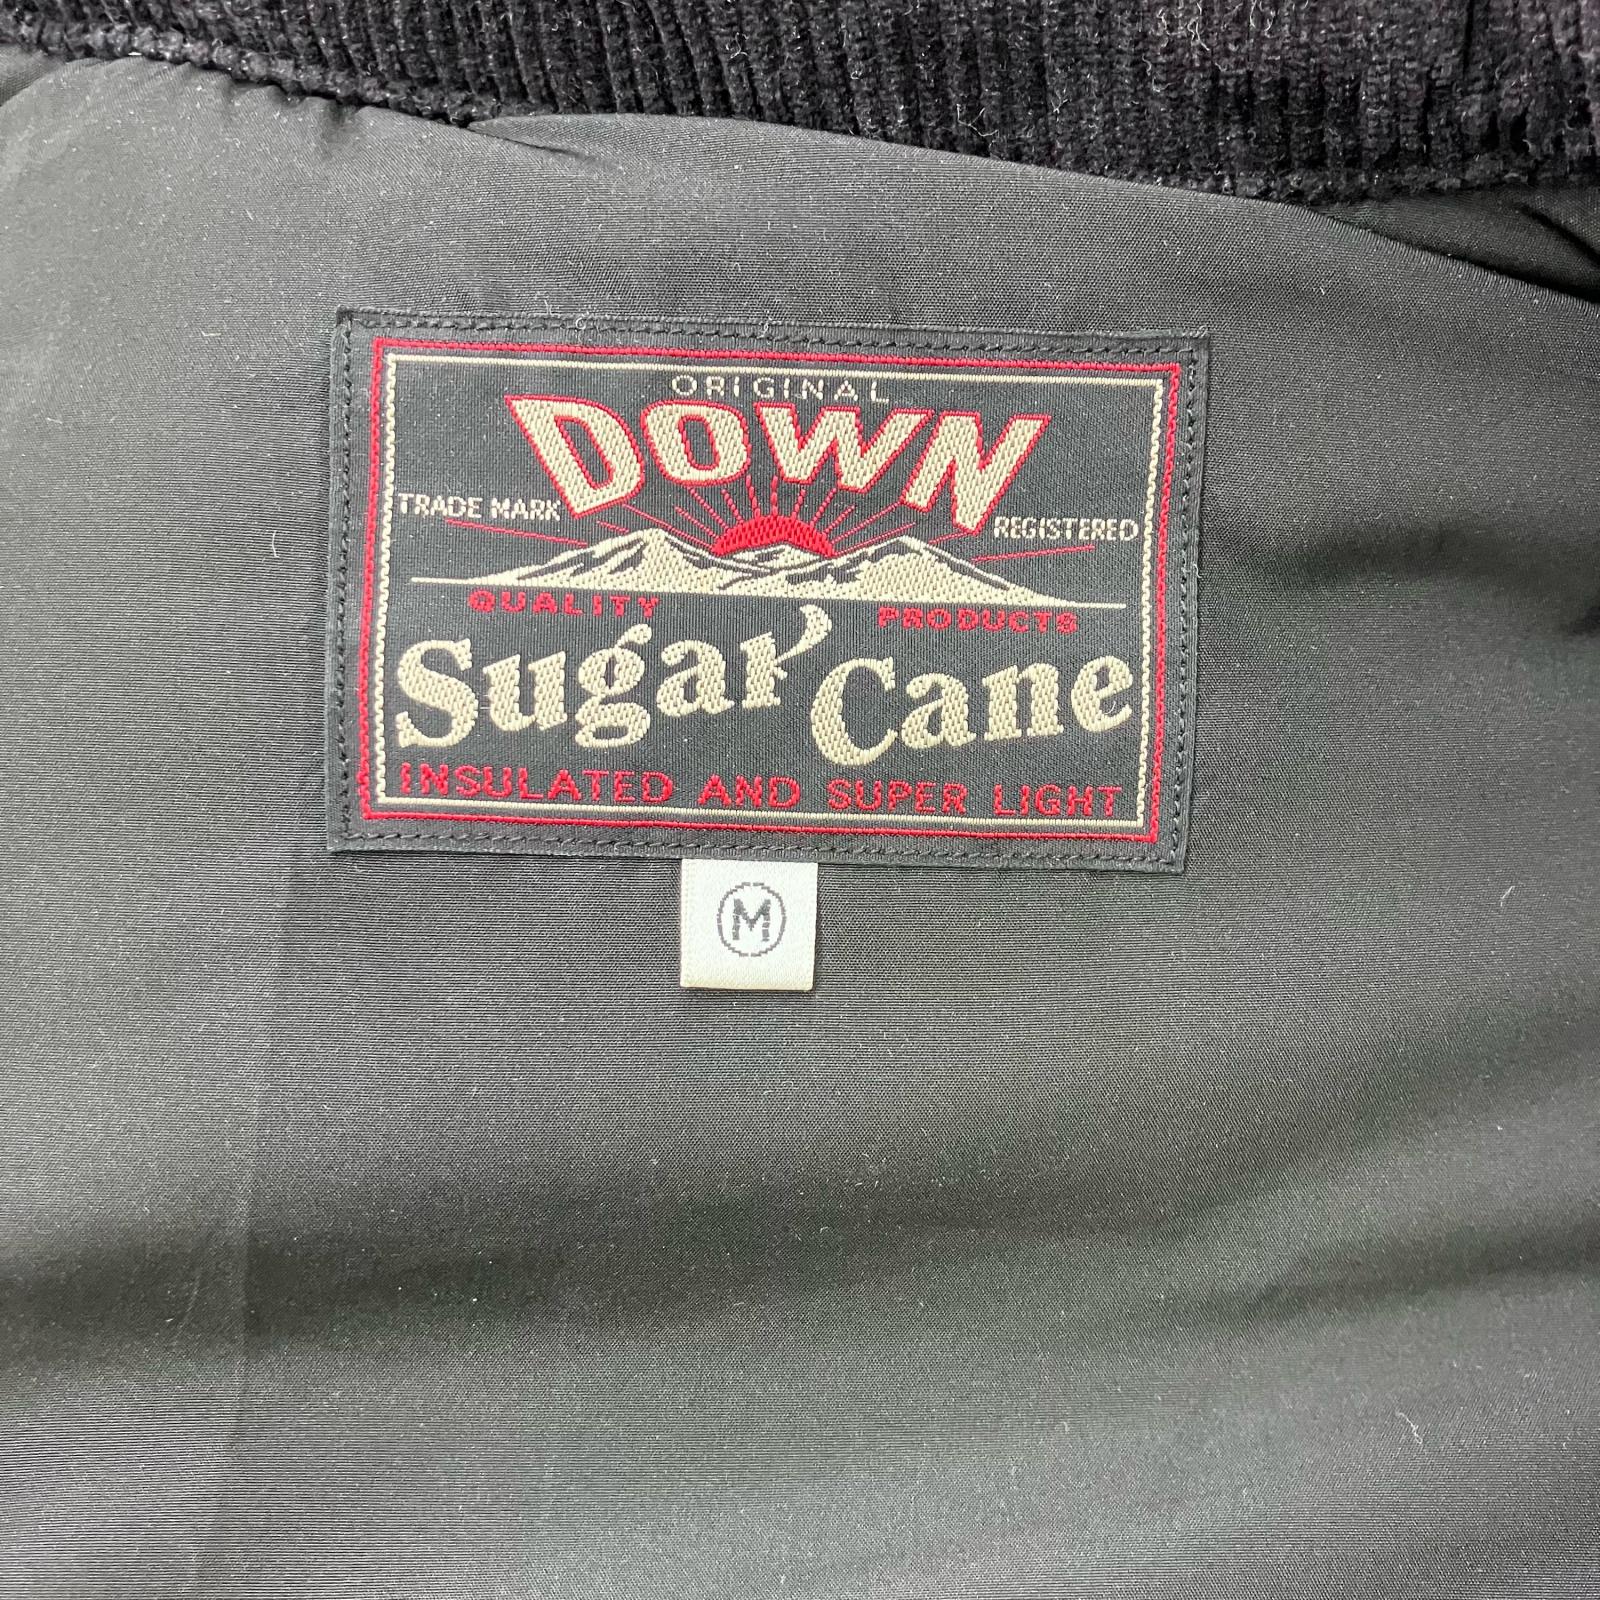 ORIGINAL
DOWN
TRADE MARK REGISTERED
QUALITY PRODUCTS
Sugar Cane
INSULATED AND SUPER LIGHT
M